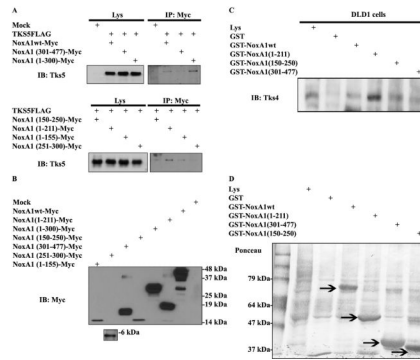 A
Lys
IP: Myc
Mock
TKS5FLAG
NoxA1wt-Myc
NoxA1 (301-477)-Myc
NoxA1 (1-300)-Myc
IB: Tks5
Lys
IP: Myc
TKS5FLAG
NoxA1 (150-250)-Myc
NoxA1 (1-211)-Myc
NoxA1 (1-155)-Myc
NoxA1 (251-300)-Myc
IB: Tks5
B
Mock
NoxA1wt-Myc
NoxA1 (1-211)-Myc
NoxA1 (1-300)-Myc
NoxA1 (150-250)-Myc
NoxA1 (301-477)-Myc
NoxA1 (251-300)-Myc
NoxA1 (1-155)-Myc
48 kDa
37 kDa
25 kDa
19 kDa
14 kDa
IB: Myc
6 kDa
C
DLD1 cells
Lys
GST
GST-NoxA1wt
GST-NoxA1(1-211)
GST-NoxA1(150-250)
GST-NoxA1(301-477)
IB: Tks4
D
Lys
GST
GST-NoxA1wt
GST-NoxA1(1-211)
GST-NoxA1(301-477)
GST-NoxA1(150-250)
Ponceau
79 kDa
64 kDa
47 kDa
37 kDa